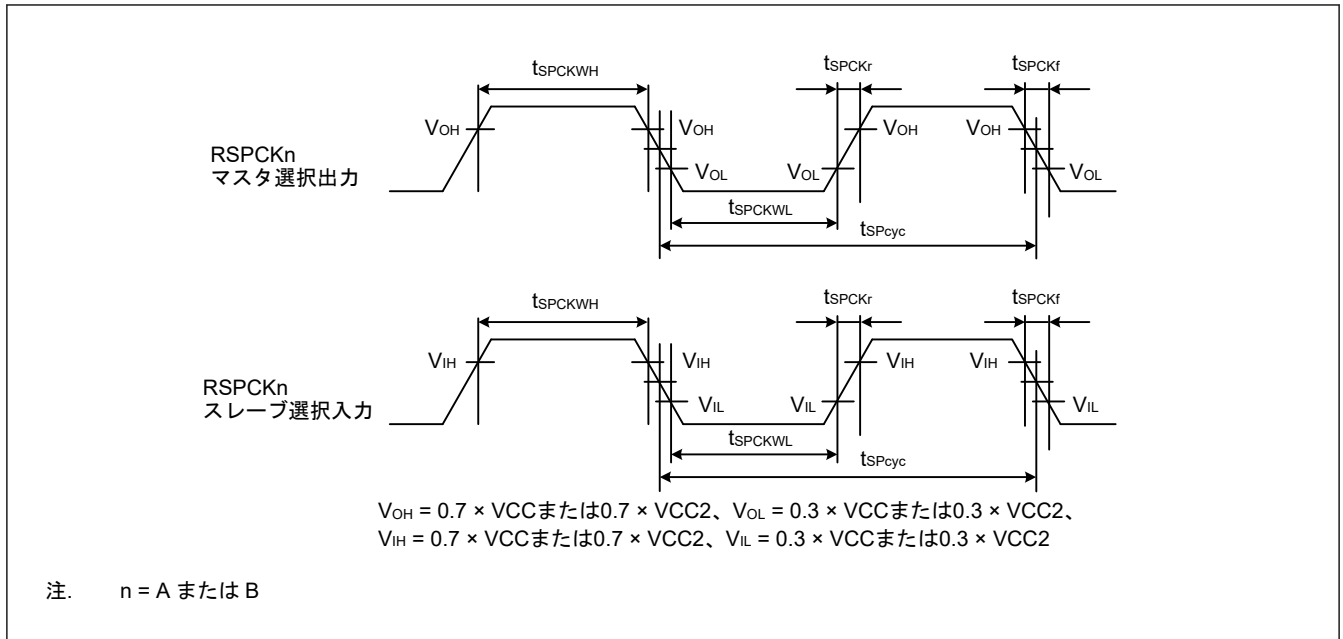 tSPCKWH tSPCKr tSPCKf
VOH VOH VOH VOH
RSPCKn
マスタ選択出力
VOL VOL VOL
tSPCKWL
tSPcyc
tSPCKWH tSPCKr tSPCKf
VIH VIH VIH VIH
RSPCKn
スレーブ選択入力
VIL VIL VIL
tSPCKWL
tSPcyc
VOH = 0.7 × VCCまたは0.7 × VCC2、VOL = 0.3 × VCCまたは0.3 × VCC2、
VIH = 0.7 × VCCまたは0.7 × VCC2、VIL = 0.3 × VCCまたは0.3 × VCC2
注. n = A または B